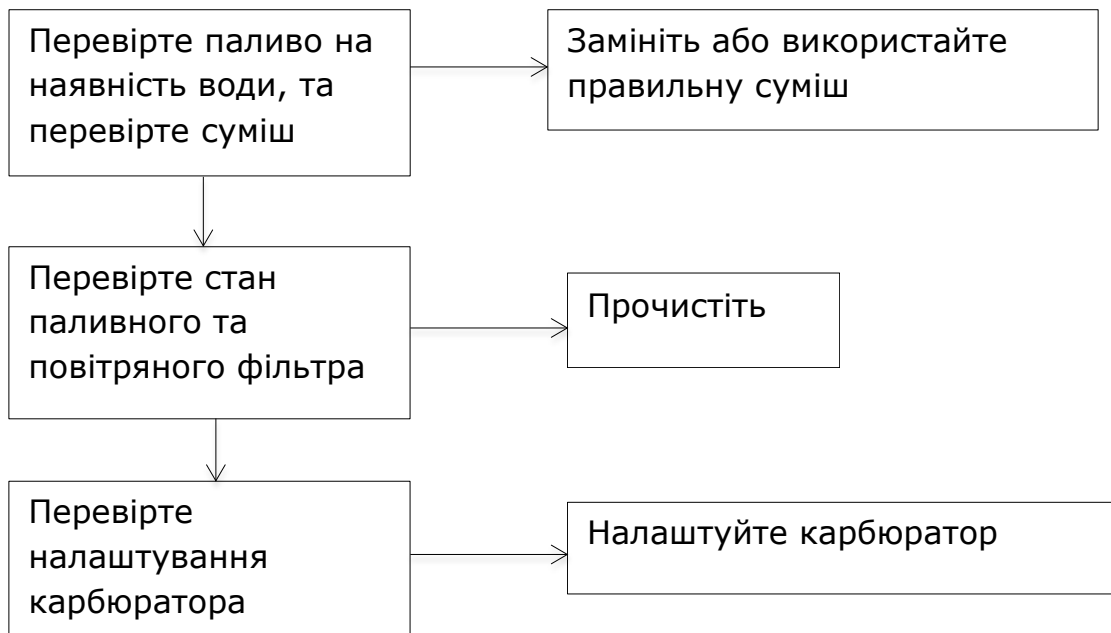 Перевірте паливо на
наявність води, та
перевірте суміш
Замініть або використайте
правильну суміш
Перевірте стан
паливного та
повітряного фільтра
Прочистіть
Перевірте
налаштування
карбюратора
Налаштуйте карбюратор